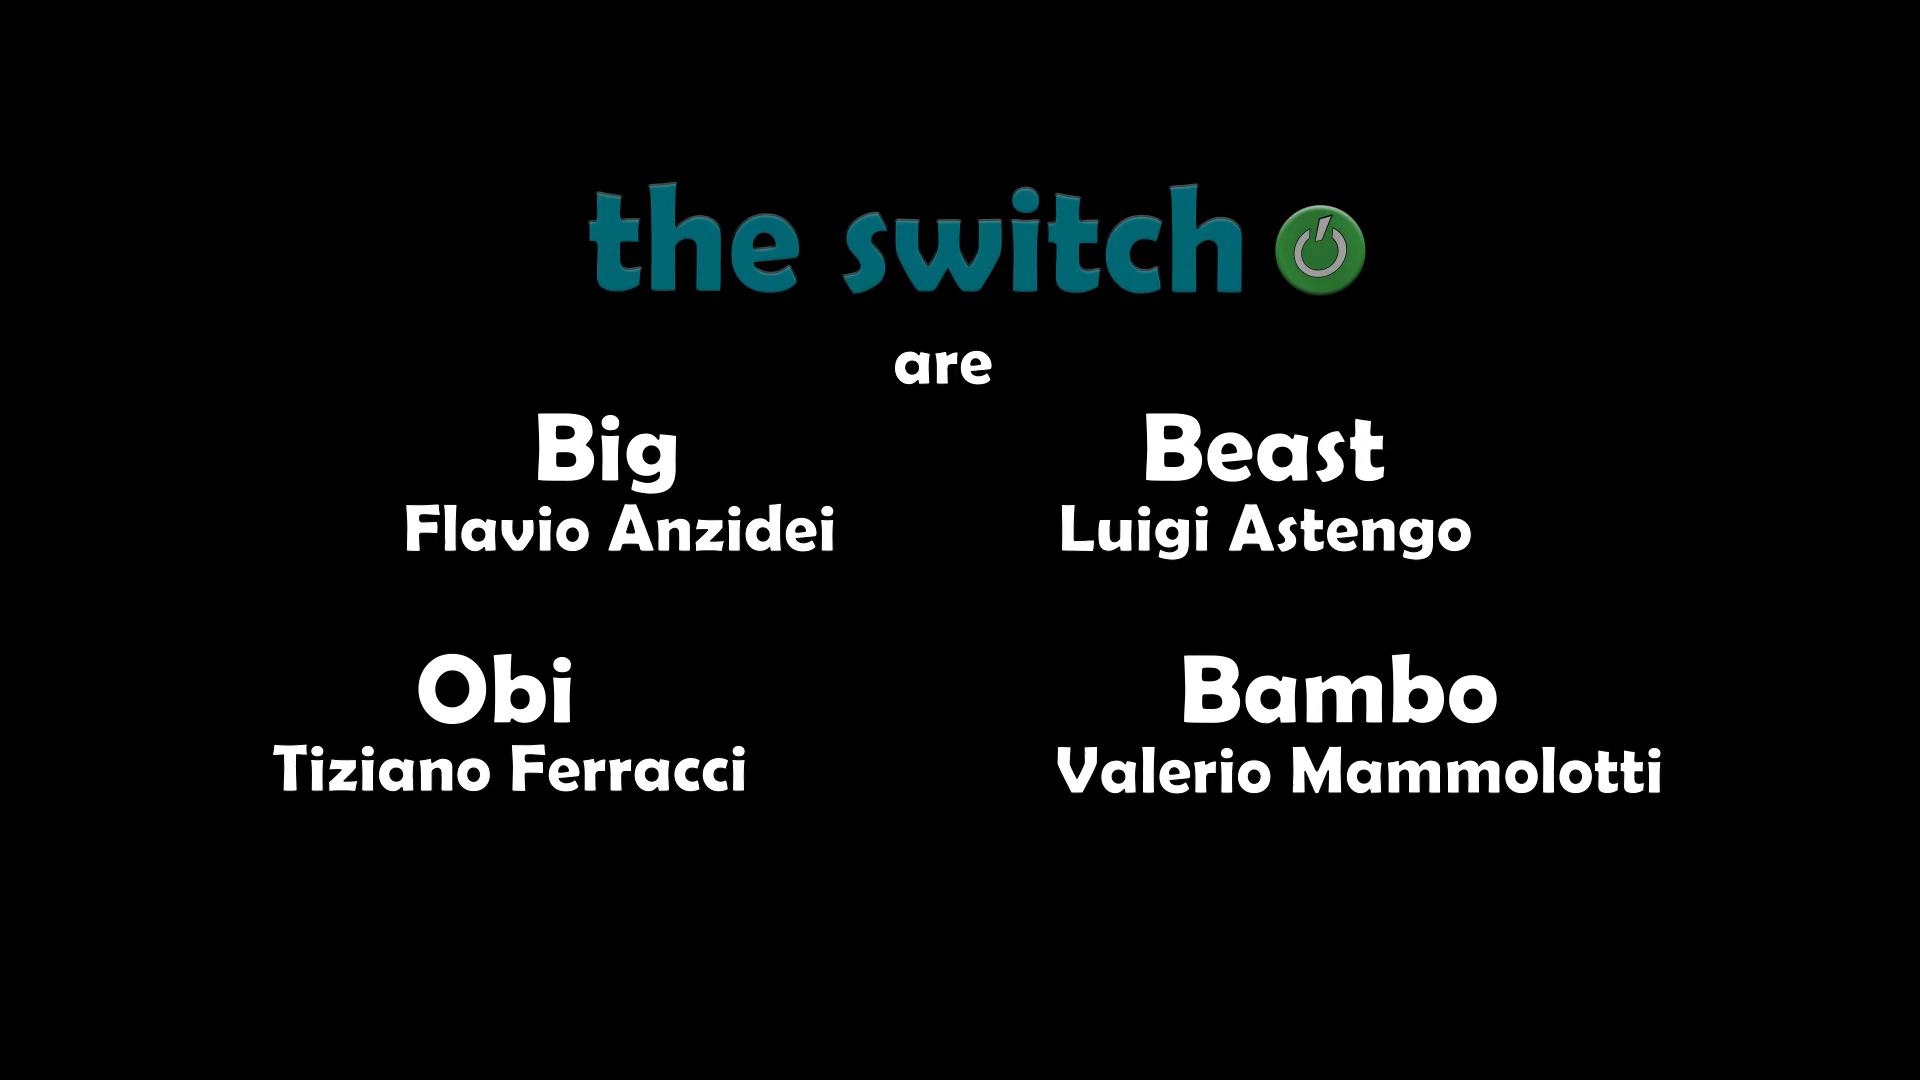 the switch
are
Big
Flavio Anzidei
Beast
Luigi Astengo
Obi
Tiziano Ferracci
Bambo
Valerio Mammolotti